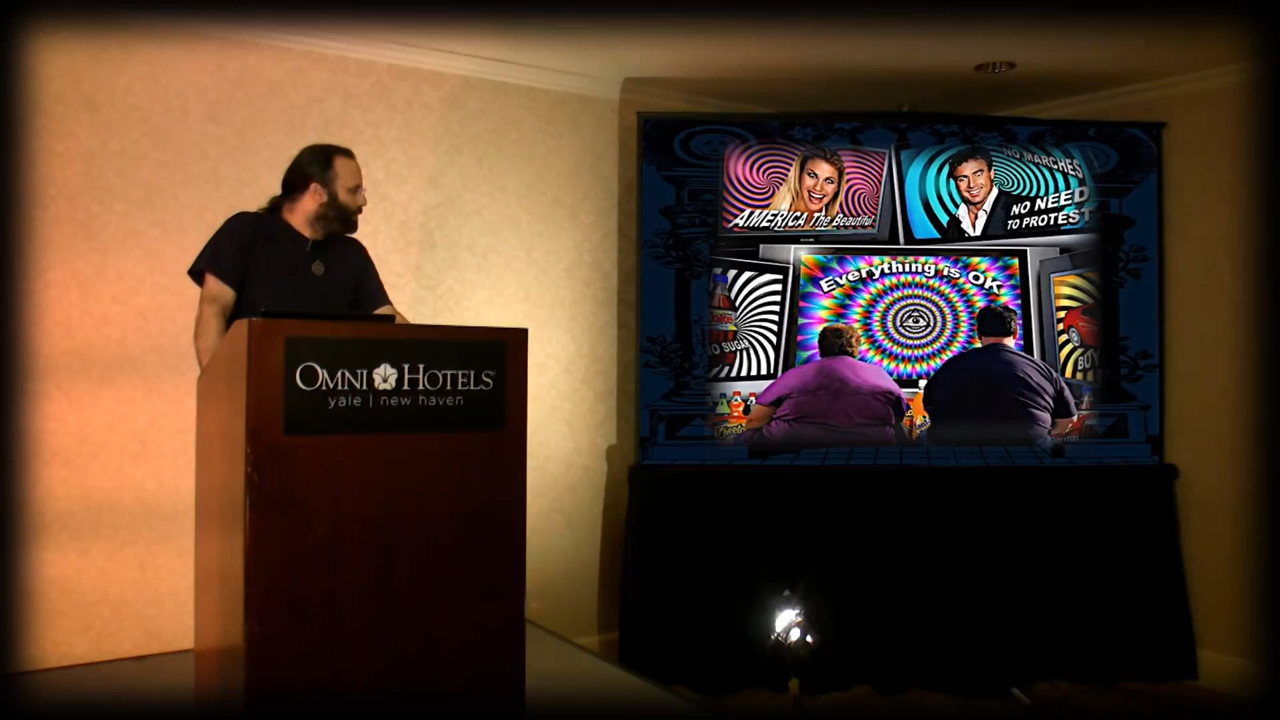 OMNI HOTELS
yale | new haven
AMERICA The Beautiful
NO MARCHES
NO NEED
TO PROTEST
Everything is OK
O SUGAR
BUY
Cheetos